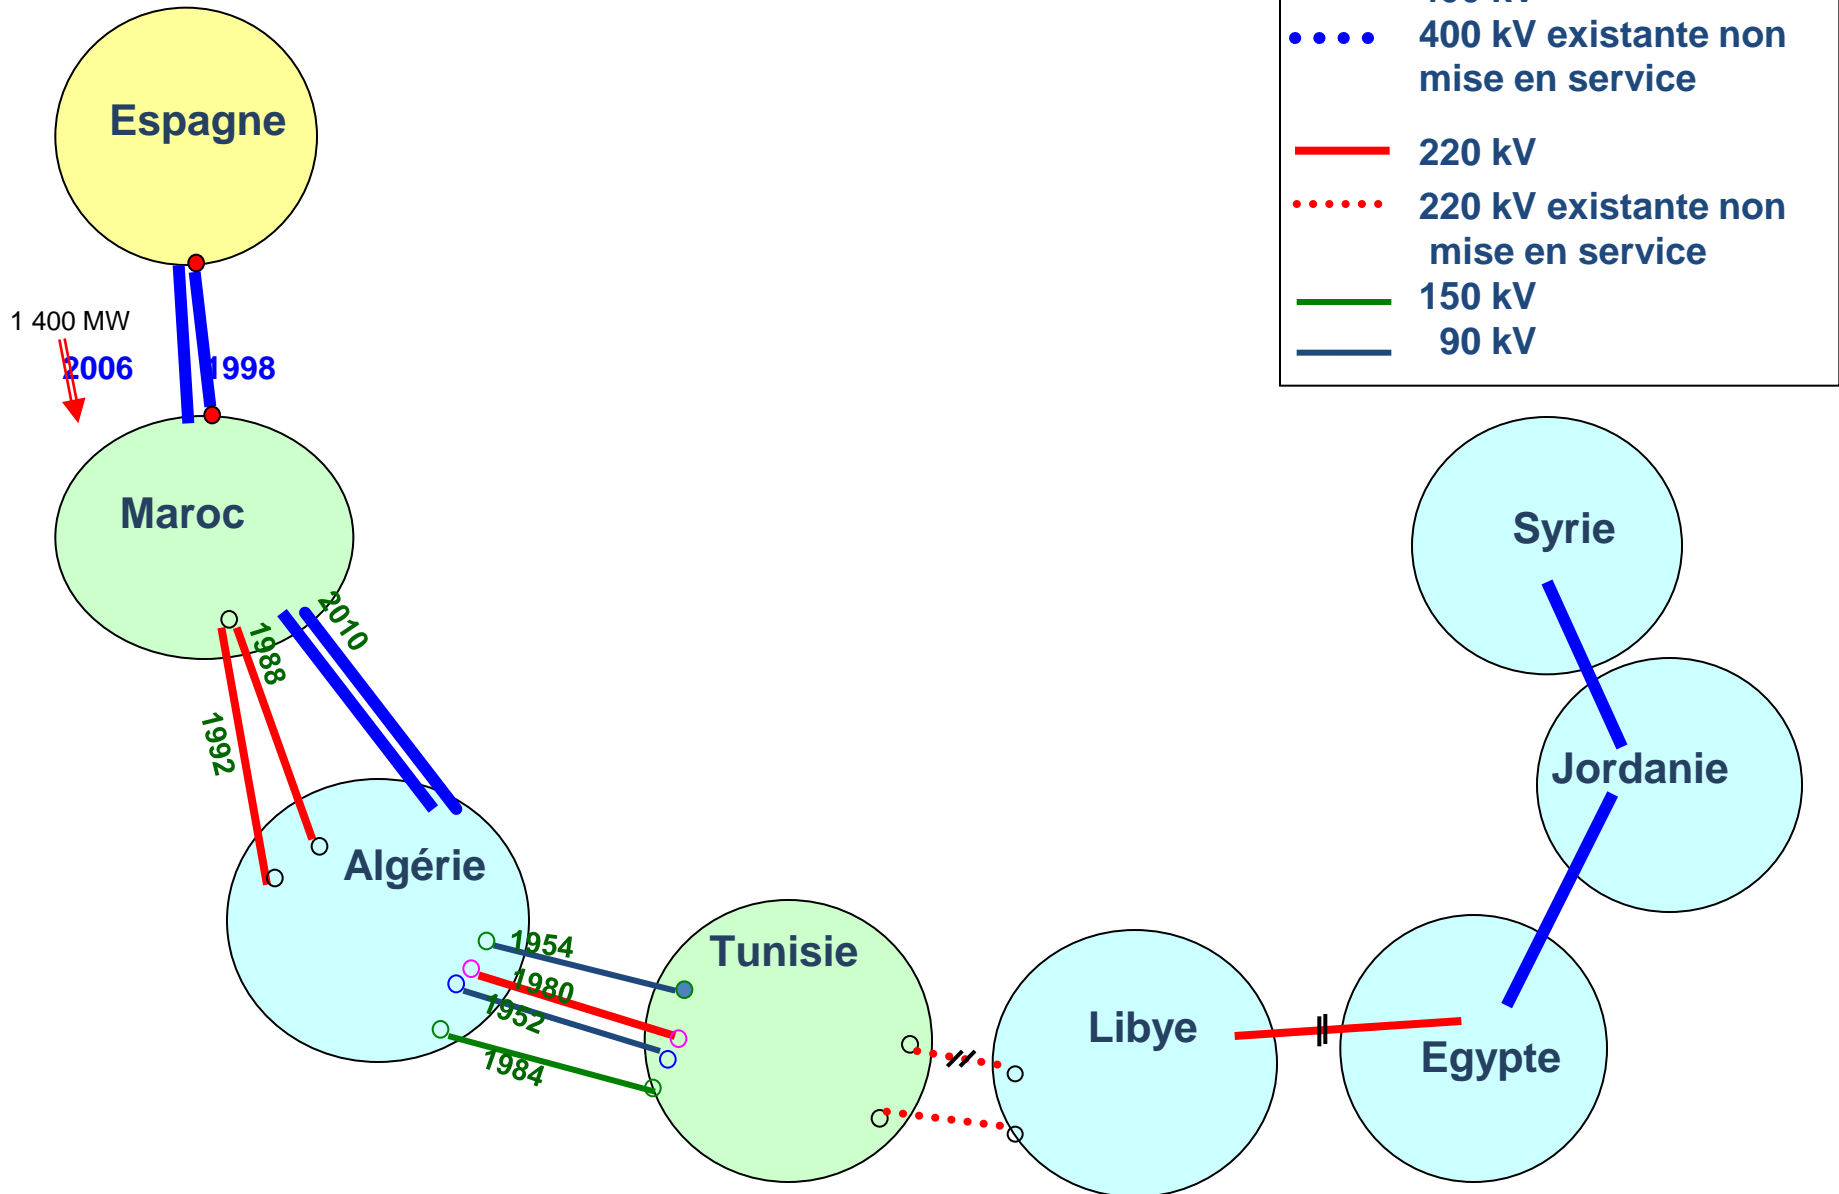 400 kV
400 kV existante non
mise en service
220 kV
220 kV existante non
mise en service
150 kV
90 kV
Espagne
1 400 MW
2006
1998
Maroc
Syrie
2010
1988
1992
Jordanie
Algérie
1954
1980
1952
1984
Tunisie
Libye
Egypte